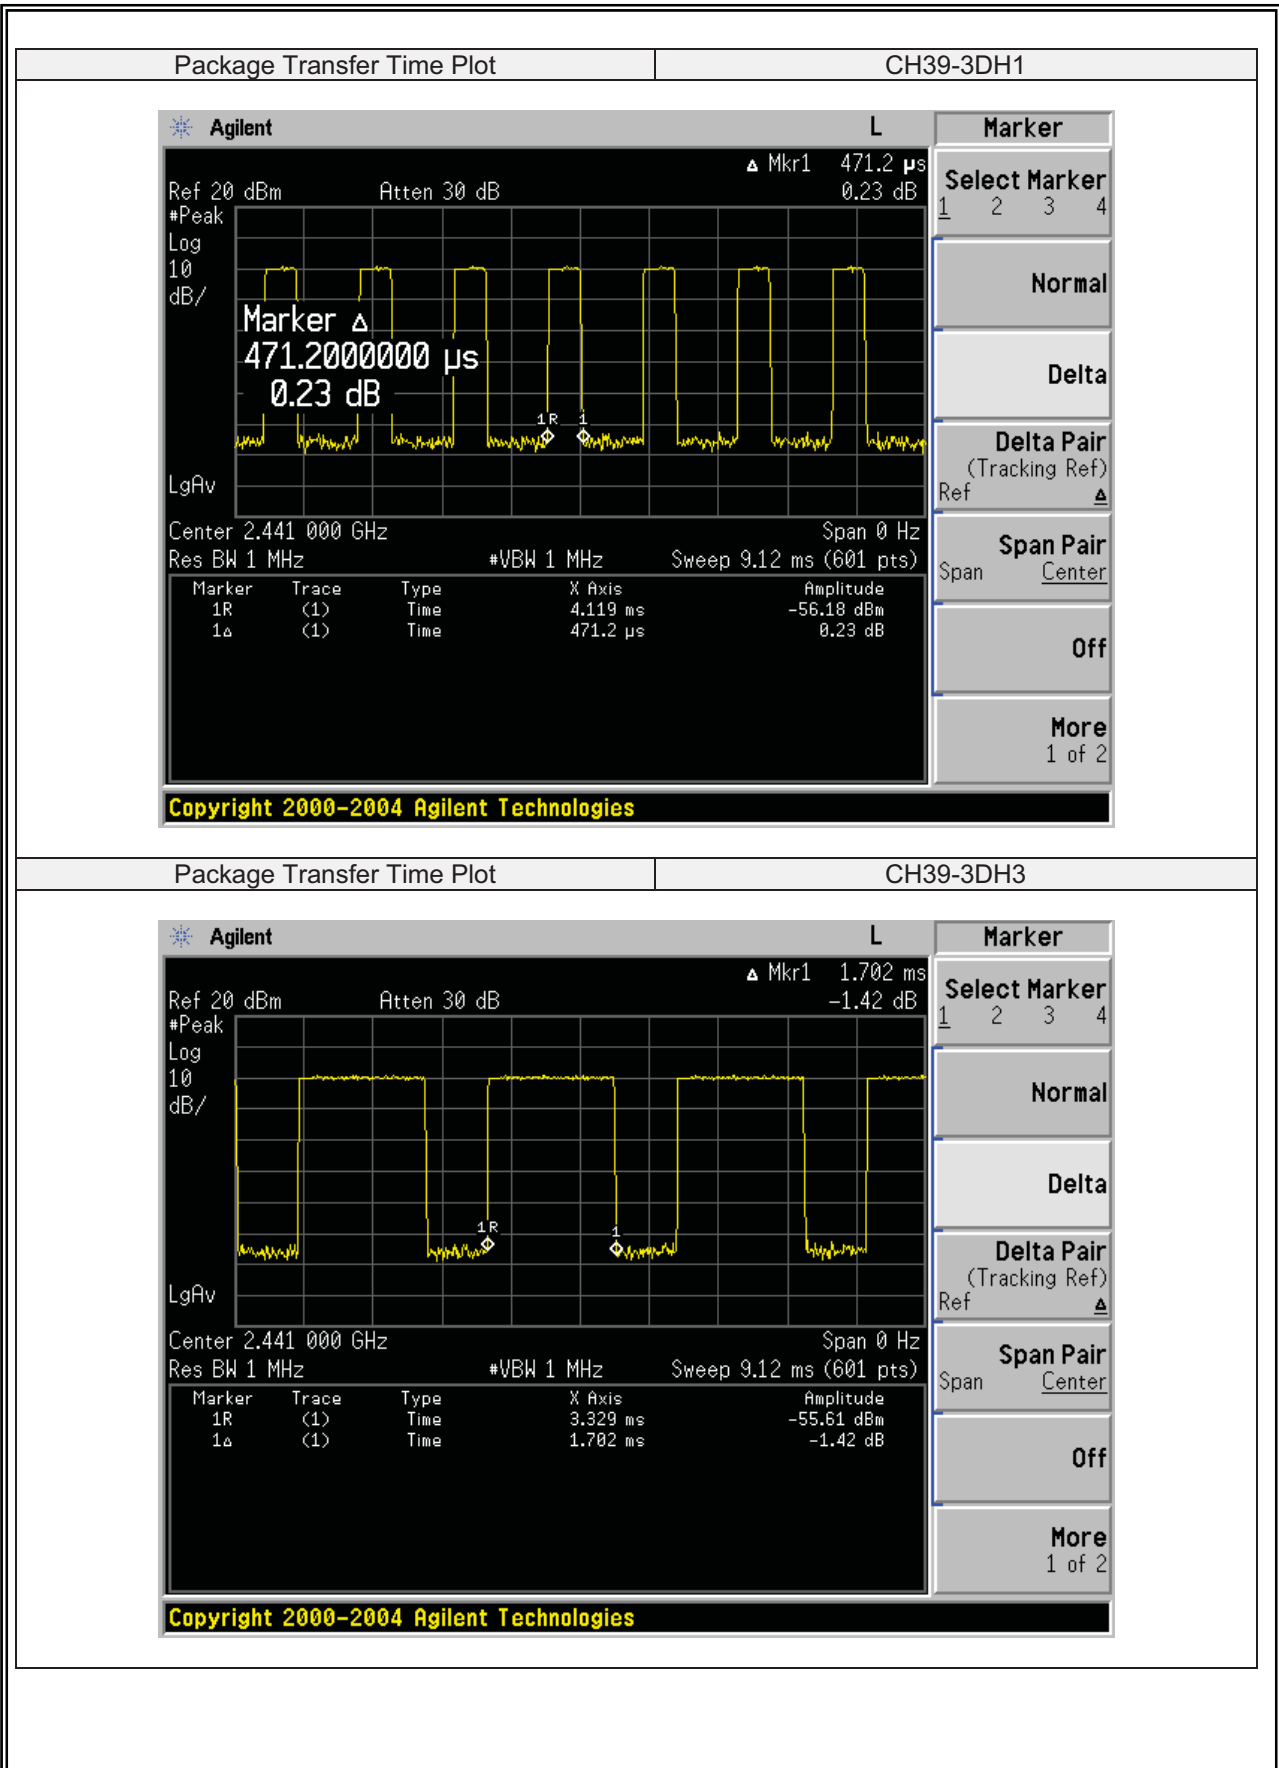 Package Transfer Time Plot CH39-3DH1
Agilent L Marker
Δ Mkr1 471.2 µs
Ref 20 dBm Atten 30 dB 0.23 dB
Select Marker
1 2 3 4
#Peak
Log
10
dB/
Normal
Marker Δ
471.2000000 µs
0.23 dB
Delta
1R 1
Delta Pair
(Tracking Ref)
Ref Δ
LgAv
Center 2.441 000 GHz Span 0 Hz
Res BW 1 MHz #VBW 1 MHz Sweep 9.12 ms (601 pts)
Span Pair
Span Center
Marker Trace Type X Axis Amplitude
1R (1) Time 4.119 ms -56.18 dBm
1Δ (1) Time 471.2 µs 0.23 dB
Off
More
1 of 2
Copyright 2000-2004 Agilent Technologies
Package Transfer Time Plot CH39-3DH3
Agilent L Marker
Δ Mkr1 1.702 ms
Ref 20 dBm Atten 30 dB -1.42 dB
Select Marker
1 2 3 4
#Peak
Log
10
dB/
Normal
Delta
1R 1
Delta Pair
(Tracking Ref)
Ref Δ
LgAv
Center 2.441 000 GHz Span 0 Hz
Res BW 1 MHz #VBW 1 MHz Sweep 9.12 ms (601 pts)
Span Pair
Span Center
Marker Trace Type X Axis Amplitude
1R (1) Time 3.329 ms -55.61 dBm
1Δ (1) Time 1.702 ms -1.42 dB
Off
More
1 of 2
Copyright 2000-2004 Agilent Technologies